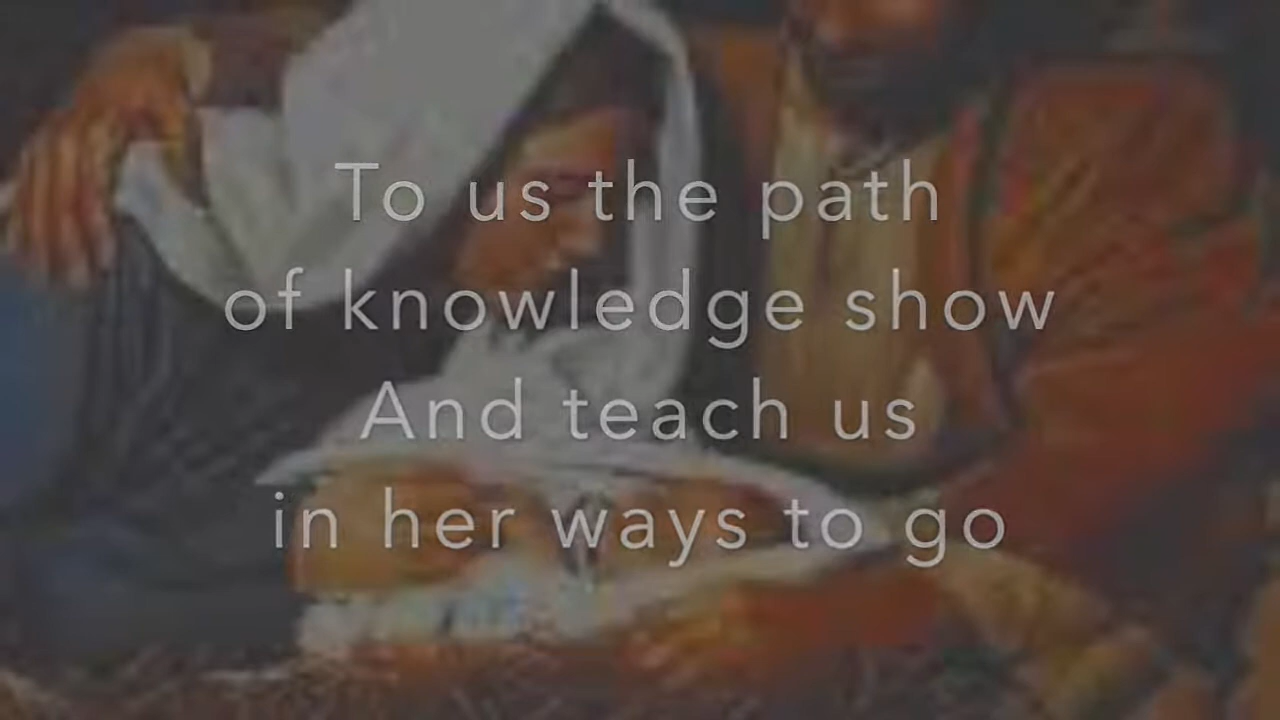 To us the path
of knowledge show
And teach us
in her ways to go